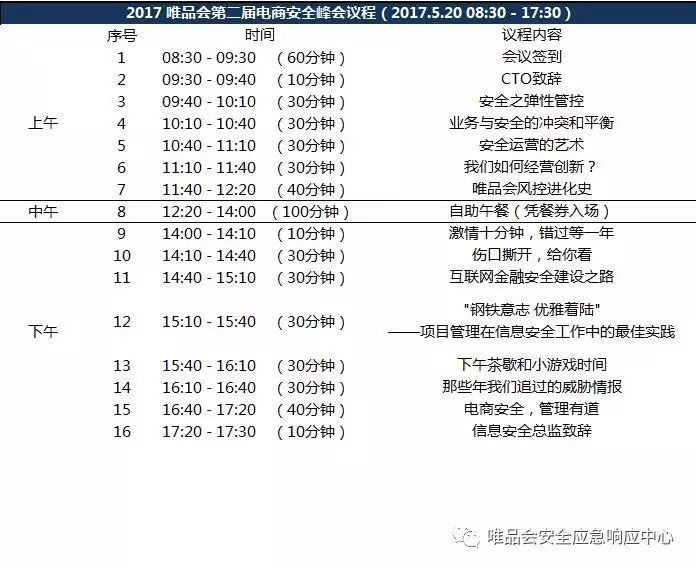 2017 唯品会第二届电商安全峰会议程（2017.5.20 08:30 - 17:30）
序号 时间 议程内容
1 08:30 - 09:30 （60分钟） 会议签到
2 09:30 - 09:40 （10分钟） CTO致辞
3 09:40 - 10:10 （30分钟） 安全之弹性管控
上午 4 10:10 - 10:40 （30分钟） 业务与安全的冲突和平衡
5 10:40 - 11:10 （30分钟） 安全运营的艺术
6 11:10 - 11:40 （30分钟） 我们如何经营创新？
7 11:40 - 12:20 （40分钟） 唯品会风控进化史
中午 8 12:20 - 14:00 （100分钟） 自助午餐（凭餐券入场）
9 14:00 - 14:10 （10分钟） 激情十分钟，错过等一年
10 14:10 - 14:40 （30分钟） 伤口撕开，给你看
11 14:40 - 15:10 （30分钟） 互联网金融安全建设之路
"钢铁意志 优雅着陆"
下午 12 15:10 - 15:40 （30分钟） ——项目管理在信息安全工作中的最佳实践
13 15:40 - 16:10 （30分钟） 下午茶歇和小游戏时间
14 16:10 - 16:40 （30分钟） 那些年我们追过的威胁情报
15 16:40 - 17:20 （40分钟） 电商安全，管理有道
16 17:20 - 17:30 （10分钟） 信息安全总监致辞
唯品会安全应急响应中心